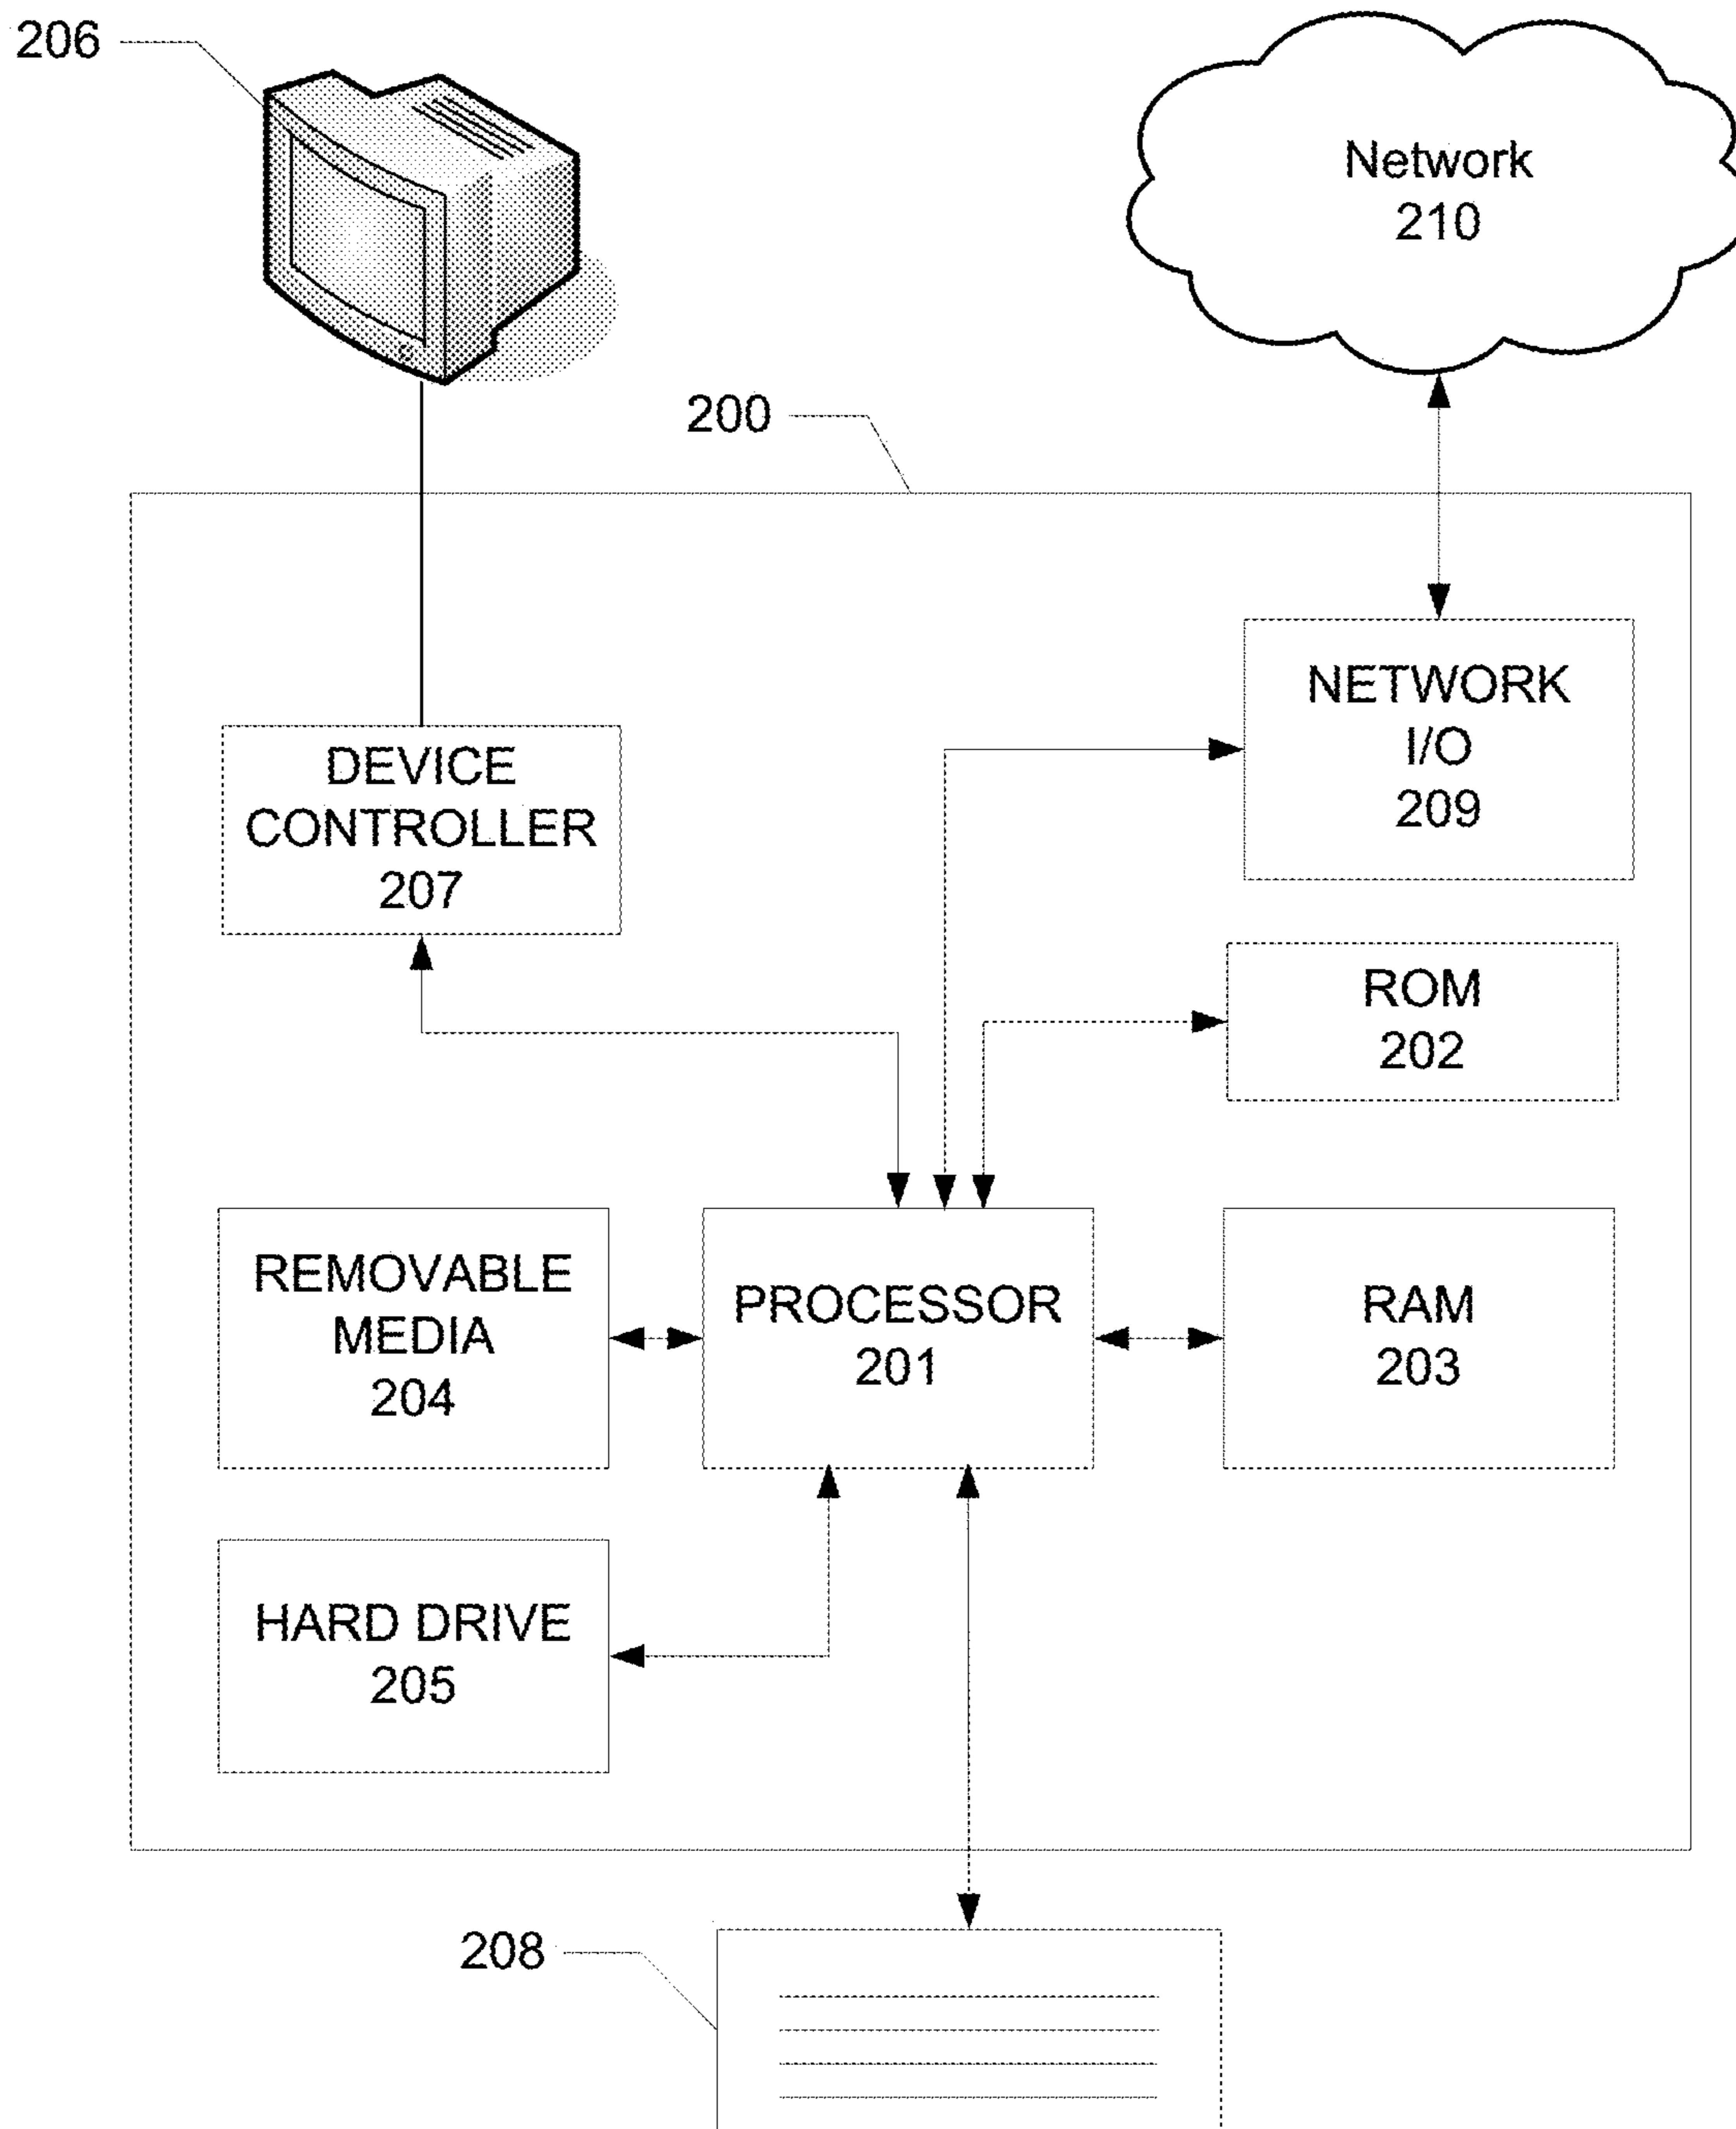 206
Network
210
200
NETWORK
I/O
209
DEVICE
CONTROLLER
207
ROM
202
REMOVABLE
MEDIA
204
PROCESSOR
201
RAM
203
HARD DRIVE
205
208